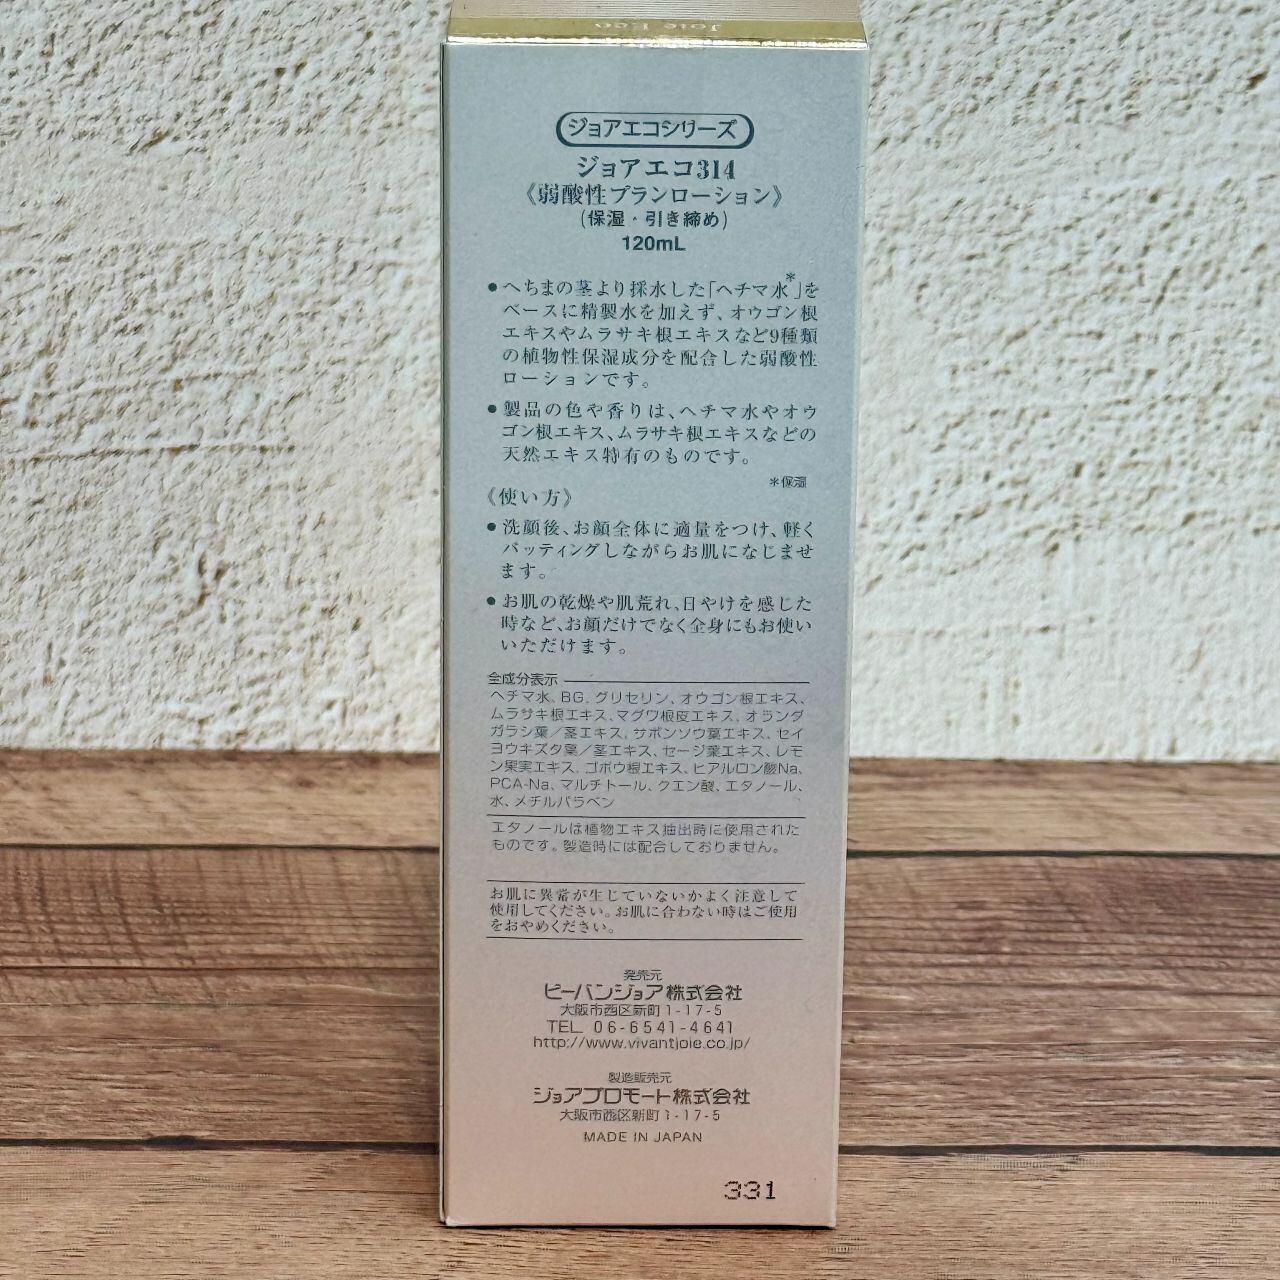 Joie Eco
ジョアエコシリーズ
ジョアエコ314
《弱酸性プランローション》
(保湿・引き締め)
120mL
●へちまの茎より採水した「ヘチマ水*」を
ベースに精製水を加えず、オウゴン根
エキスやムラサキ根エキスなど9種類
の植物性保湿成分を配合した弱酸性
ローションです。
●製品の色や香りは、ヘチマ水やオウ
ゴン根エキス、ムラサキ根エキスなどの
天然エキス特有のものです。
*保湿
《使い方》
●洗顔後、お顔全体に適量をつけ、軽く
パッティングしながらお肌になじませ
ます。
●お肌の乾燥や肌荒れ、日やけを感じた
時など、お顔だけでなく全身にもお使い
いただけます。
全成分表示
ヘチマ水、BG、グリセリン、オウゴン根エキス、
ムラサキ根エキス、マグワ根皮エキス、オランダ
ガラシ葉/茎エキス、サボンソウ葉エキス、セイ
ヨウキズタ葉/茎エキス、セージ葉エキス、レモ
ン果実エキス、ゴボウ根エキス、ヒアルロン酸Na、
PCA-Na、マルチトール、クエン酸、エタノール、
水、メチルパラベン
エタノールは植物エキス抽出時に使用された
ものです。製造時には配合しておりません。
お肌に異常が生じていないかよく注意して
使用してください。お肌に合わない時はご使用
をおやめください。
発売元
ビーバンジョア株式会社
大阪市西区新町1-17-5
TEL 06-6541-4641
http://www.vivantjoie.co.jp/
製造販売元
ジョアプロモート株式会社
大阪市西区新町1-17-5
MADE IN JAPAN
331